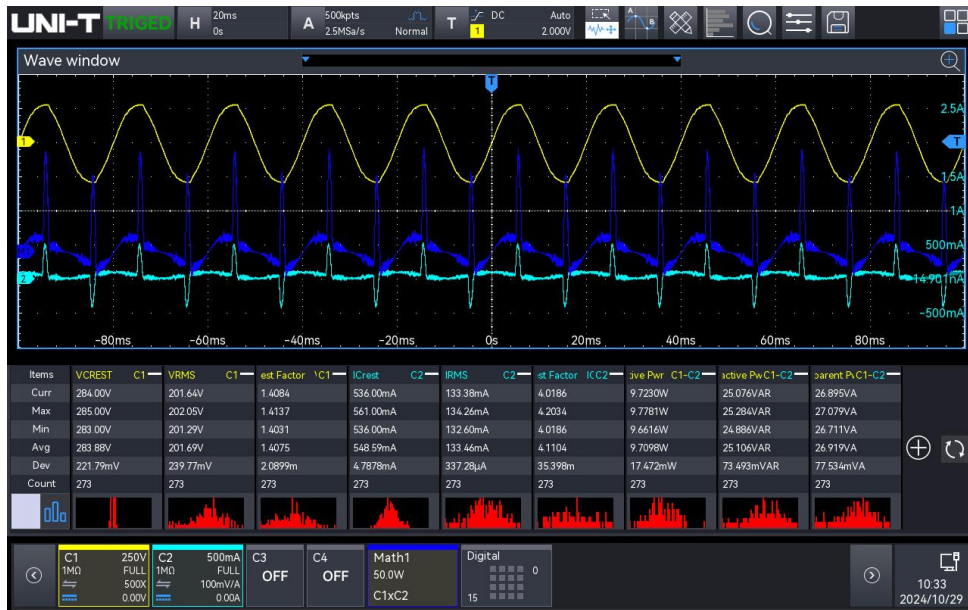 UNI-T TRIGED H 20ms 0s A 500kpts 2.5MSa/s Normal T DC 1 Auto 2.000V
Wave window
T
2.5A
1 T
1.5A
1A
500mA
2 14.901nA
-500mA
-80ms -60ms -40ms -20ms 0s 20ms 40ms 60ms 80ms
Items VCREST C1 VRMS C1 est Factor C1 ICrest C2 IRMS C2 st Factor IC C2 ive Pwr C1-C2 active Pw C1-C2 parent P C1-C2
Curr 284.00V 201.64V 1.4084 536.00mA 133.38mA 4.0186 9.7230W 25.076VAR 26.895VA
Max 285.00V 202.05V 1.4137 561.00mA 134.26mA 4.2034 9.7781W 25.284VAR 27.079VA
Min 283.00V 201.29V 1.4031 536.00mA 132.60mA 4.0186 9.6616W 24.886VAR 26.711VA
Avg 283.88V 201.69V 1.4075 548.59mA 133.46mA 4.1104 9.7098W 25.106VAR 26.919VA
Dev 221.79mV 239.77mV 2.0899m 4.7878mA 337.28µA 35.398m 17.472mW 73.493mVAR 77.534mVA
Count 273 273 273 273 273 273 273 273 273
C1 250V C2 500mA C3 C4 Math1 Digital
1MΩ FULL 1MΩ FULL OFF OFF 50.0W 0
500X 100mV/A
0.00V 0.00A C1xC2 15
10:33
2024/10/29